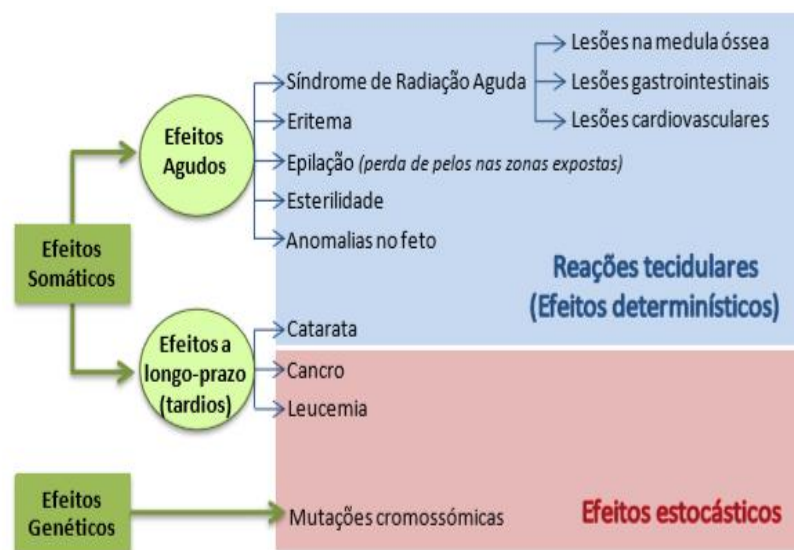 Efeitos
Somáticos
Efeitos
Agudos
Síndrome de Radiação Aguda
Lesões na medula óssea
Lesões gastrointestinais
Lesões cardiovasculares
Eritema
Epilação (perda de pelos nas zonas expostas)
Esterilidade
Anomalias no feto
Reações tecidulares
(Efeitos determinísticos)
Efeitos a
longo-prazo
(tardios)
Catarata
Cancro
Leucemia
Efeitos
Genéticos
Mutações cromossómicas
Efeitos estocásticos